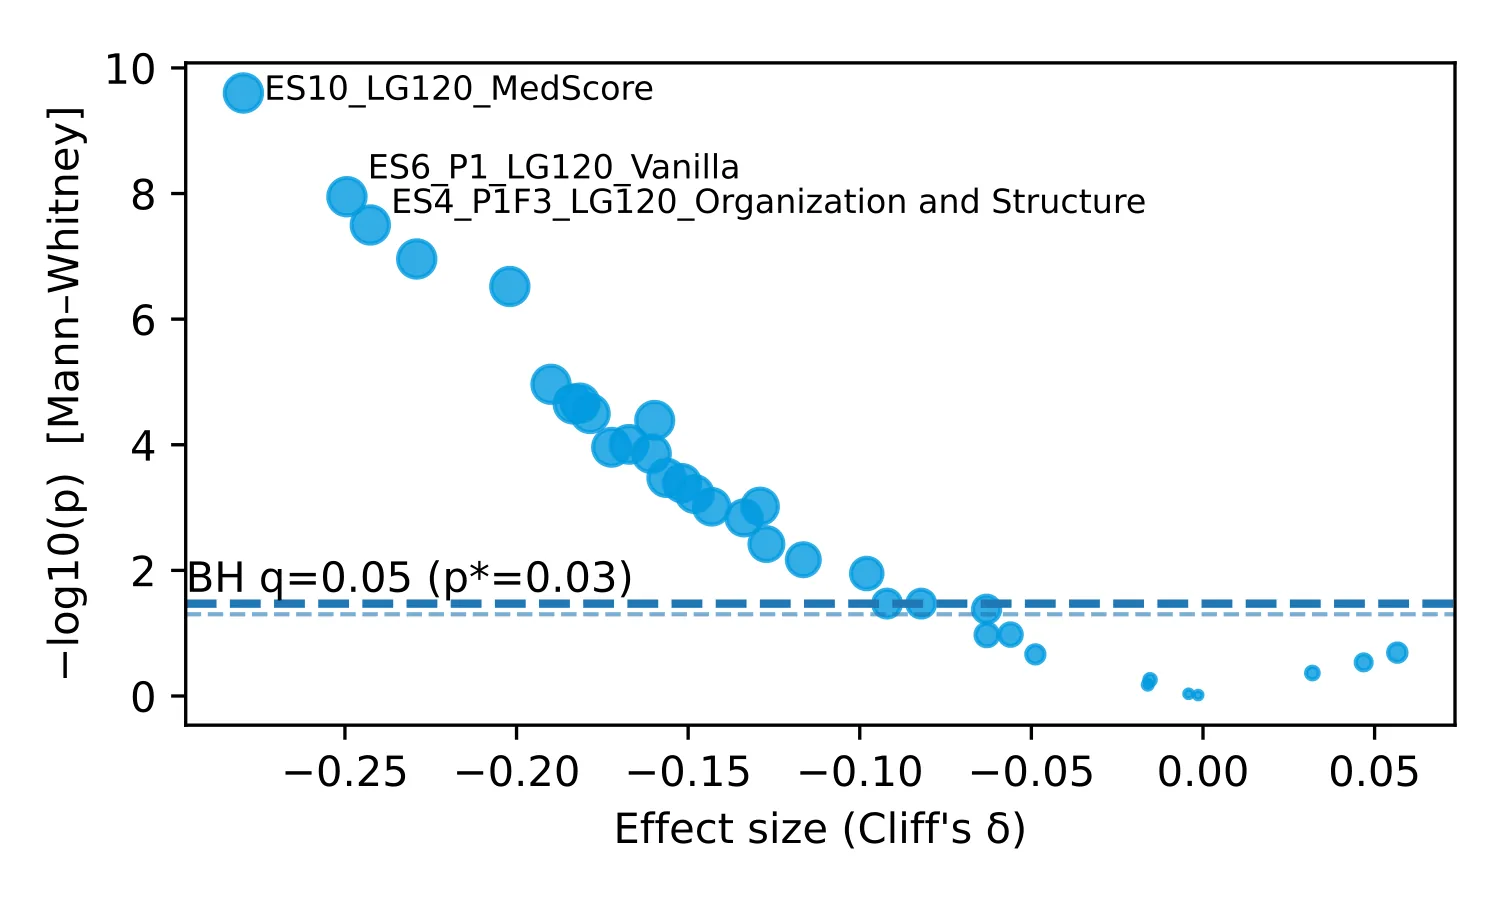 10
ES10_LG120_MedScore
ES6_P1_LG120_Vanilla
8
ES4_P1F3_LG120_Organization and Structure
6
4
2
BH q=0.05 (p*=0.03)
0
−log10(p) [Mann–Whitney]
−0.25 −0.20 −0.15 −0.10 −0.05 0.00 0.05
Effect size (Cliff's δ)